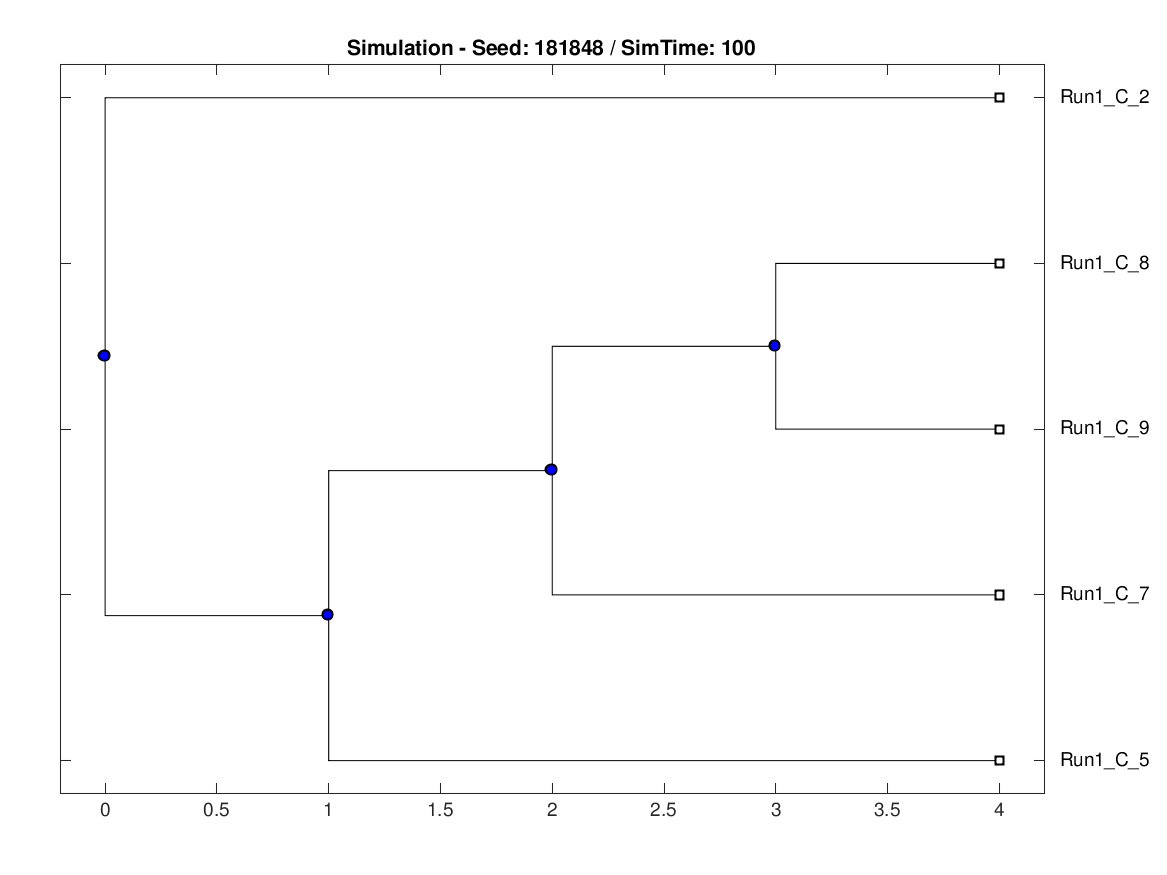 Simulation - Seed: 181848 / SimTime: 100
Run1_C_2
Run1_C_8
Run1_C_9
Run1_C_7
Run1_C_5
0 0.5 1 1.5 2 2.5 3 3.5 4